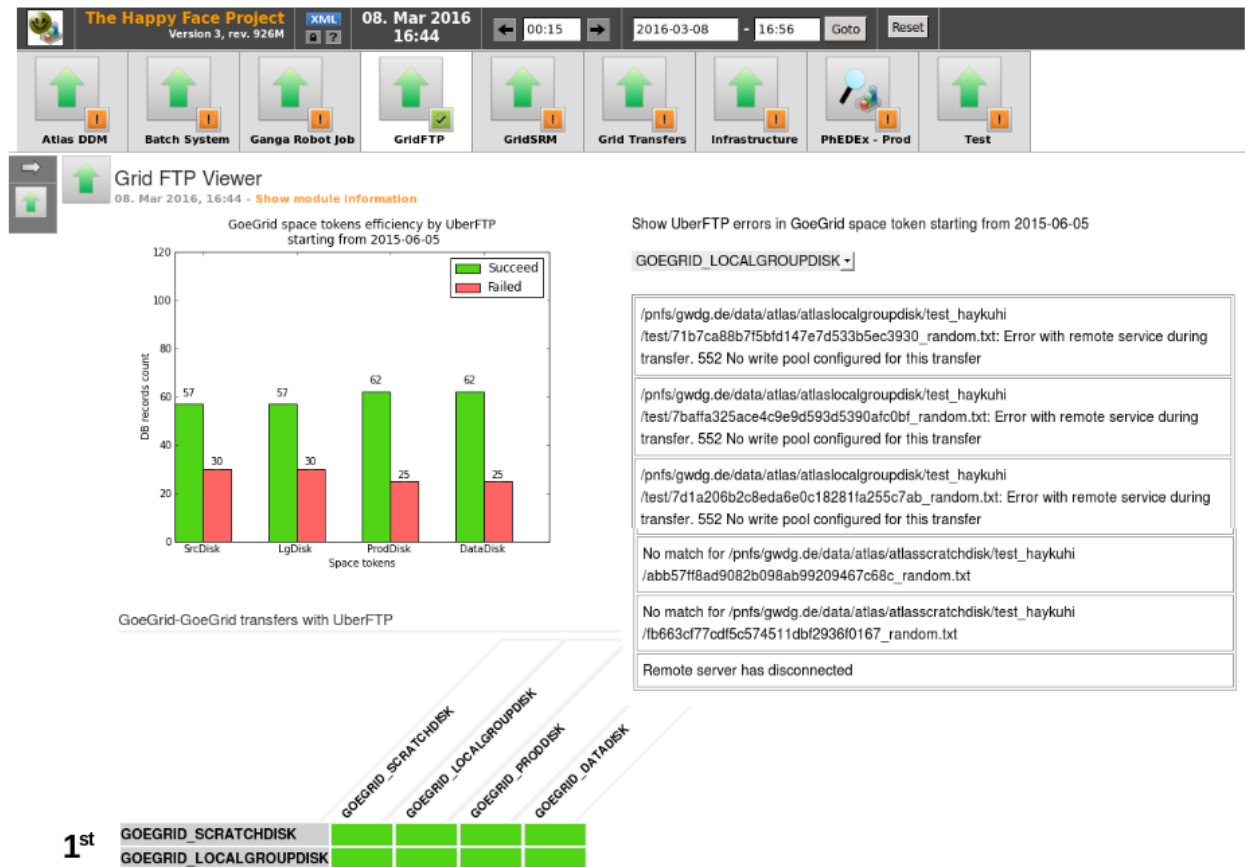 The Happy Face Project
Version 3, rev. 926M
XML
?
08. Mar 2016
16:44
00:15
2016-03-08 - 16:56 Goto Reset
Atlas DDM
Batch System
Ganga Robot Job
GridFTP
GridSRM
Grid Transfers
Infrastructure
PhEDEx - Prod
Test
Grid FTP Viewer
08. Mar 2016, 16:44 - Show module information
GoeGrid space tokens efficiency by UberFTP
starting from 2015-06-05
120
100
80
60
40
20
0
DB records count
Succeed
Failed
57
30
57
30
62
25
62
25
SrcDisk LgDisk ProdDisk DataDisk
Space tokens
Show UberFTP errors in GoeGrid space token starting from 2015-06-05
GOEGRID_LOCALGROUPDISK
/pnfs/gwdg.de/data/atlas/atlaslocalgroupdisk/test_haykuhi
/test/71b7ca88b7f5bfd147e7d533b5ec3930_random.txt: Error with remote service during
transfer. 552 No write pool configured for this transfer
/pnfs/gwdg.de/data/atlas/atlaslocalgroupdisk/test_haykuhi
/test/7baffa325ace4c9e9d593d5390afc0bf_random.txt: Error with remote service during
transfer. 552 No write pool configured for this transfer
/pnfs/gwdg.de/data/atlas/atlaslocalgroupdisk/test_haykuhi
/test/7d1a206b2c8eda6e0c18281fa255c7ab_random.txt: Error with remote service during
transfer. 552 No write pool configured for this transfer
No match for /pnfs/gwdg.de/data/atlas/atlasscratchdisk/test_haykuhi
/abb57ff8ad9082b098ab99209467c68c_random.txt
No match for /pnfs/gwdg.de/data/atlas/atlasscratchdisk/test_haykuhi
/fb663cf77cdf5c574511dbf2936f0167_random.txt
Remote server has disconnected
GoeGrid-GoeGrid transfers with UberFTP
GOEGRID_SCRATCHDISK
GOEGRID_LOCALGROUPDISK
GOEGRID_PRODDISK
GOEGRID_DATADISK
1st
GOEGRID_SCRATCHDISK
GOEGRID_LOCALGROUPDISK